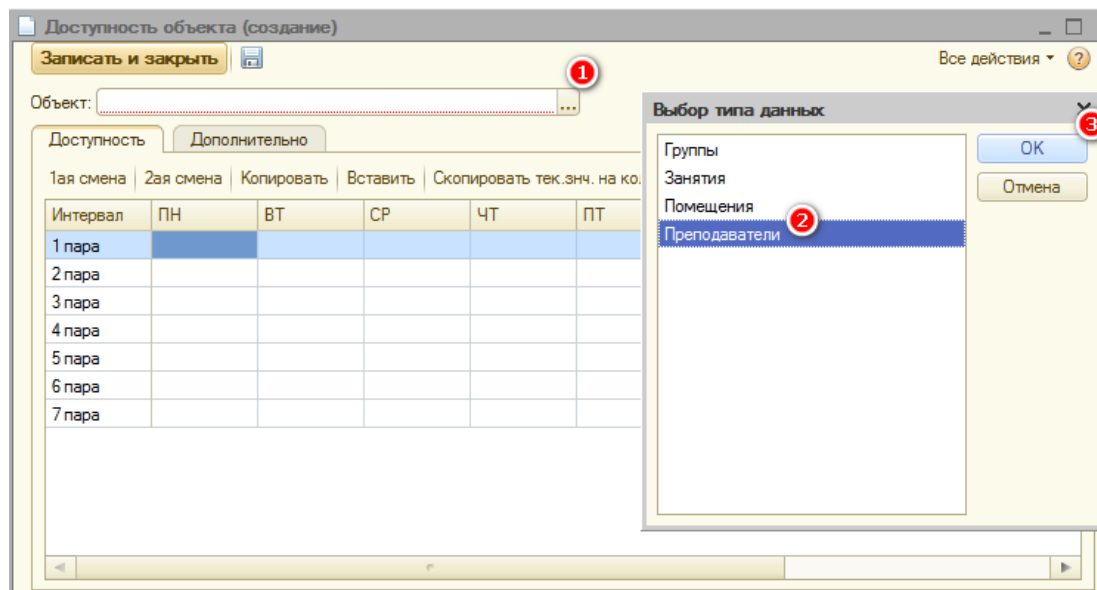 Доступность объекта (создание)
Записать и закрыть
Все действия
?
1
Объект:
...
Выбор типа данных
3
Доступность
Дополнительно
Группы
OK
1ая смена 2ая смена Копировать Вставить Скопировать тек.знч. на ко.
Занятия
Отмена
Помещения
2
Преподаватели
Интервал ПН ВТ СР ЧТ ПТ
1 пара
2 пара
3 пара
4 пара
5 пара
6 пара
7 пара